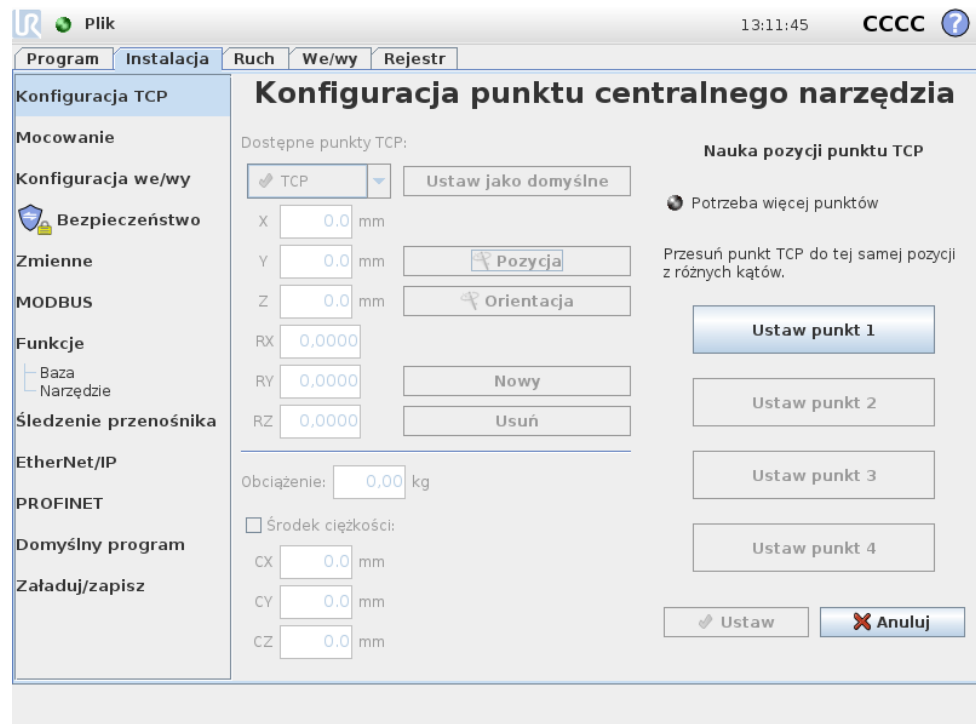 UR Plik 13:11:45 CCCC ?
Program Instalacja Ruch We/wy Rejestr
Konfiguracja TCP
Mocowanie
Konfiguracja we/wy
Bezpieczeństwo
Zmienne
MODBUS
Funkcje
Baza
Narzędzie
Śledzenie przenośnika
EtherNet/IP
PROFINET
Domyślny program
Załaduj/zapisz
Konfiguracja punktu centralnego narzędzia
Dostępne punkty TCP:
TCP Ustaw jako domyślne
X 0.0 mm
Y 0.0 mm Pozycja
Z 0.0 mm Orientacja
RX 0,0000
RY 0,0000 Nowy
RZ 0,0000 Usuń
Obciążenie: 0,00 kg
Środek ciężkości:
CX 0.0 mm
CY 0.0 mm
CZ 0.0 mm
Nauka pozycji punktu TCP
Potrzeba więcej punktów
Przesuń punkt TCP do tej samej pozycji
z różnych kątów.
Ustaw punkt 1
Ustaw punkt 2
Ustaw punkt 3
Ustaw punkt 4
Ustaw Anuluj